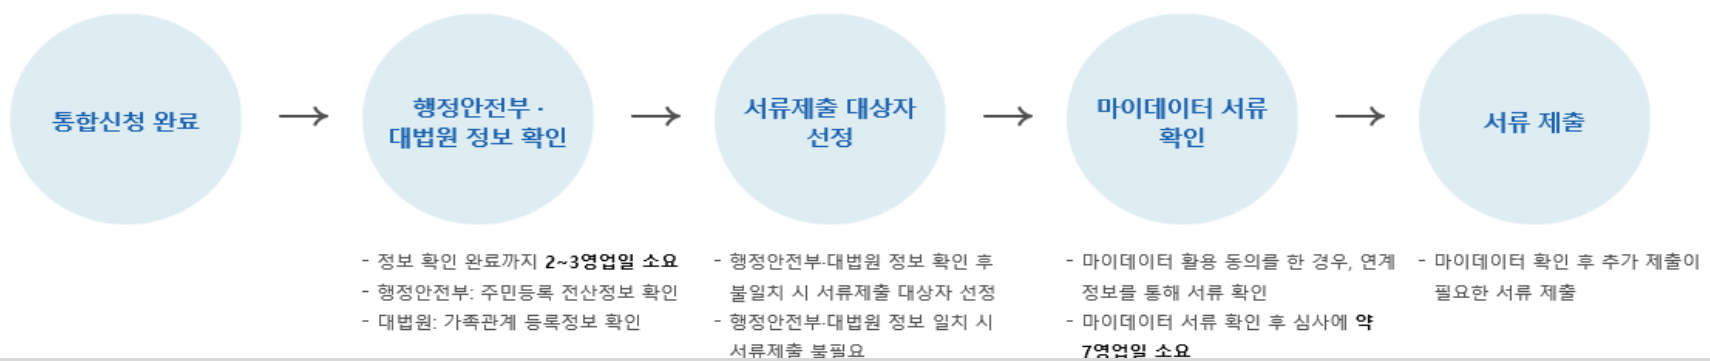 통합신청 완료
→
행정안전부 ·
대법원 정보 확인
- 정보 확인 완료까지 2~3영업일 소요
- 행정안전부: 주민등록 전산정보 확인
- 대법원: 가족관계 등록정보 확인
→
서류제출 대상자
선정
- 행정안전부·대법원 정보 확인 후
불일치 시 서류제출 대상자 선정
- 행정안전부·대법원 정보 일치 시
서류제출 불필요
→
마이데이터 서류
확인
- 마이데이터 활용 동의를 한 경우, 연계
정보를 통해 서류 확인
- 마이데이터 서류 확인 후 심사에 약
7영업일 소요
→
서류 제출
- 마이데이터 확인 후 추가 제출이
필요한 서류 제출